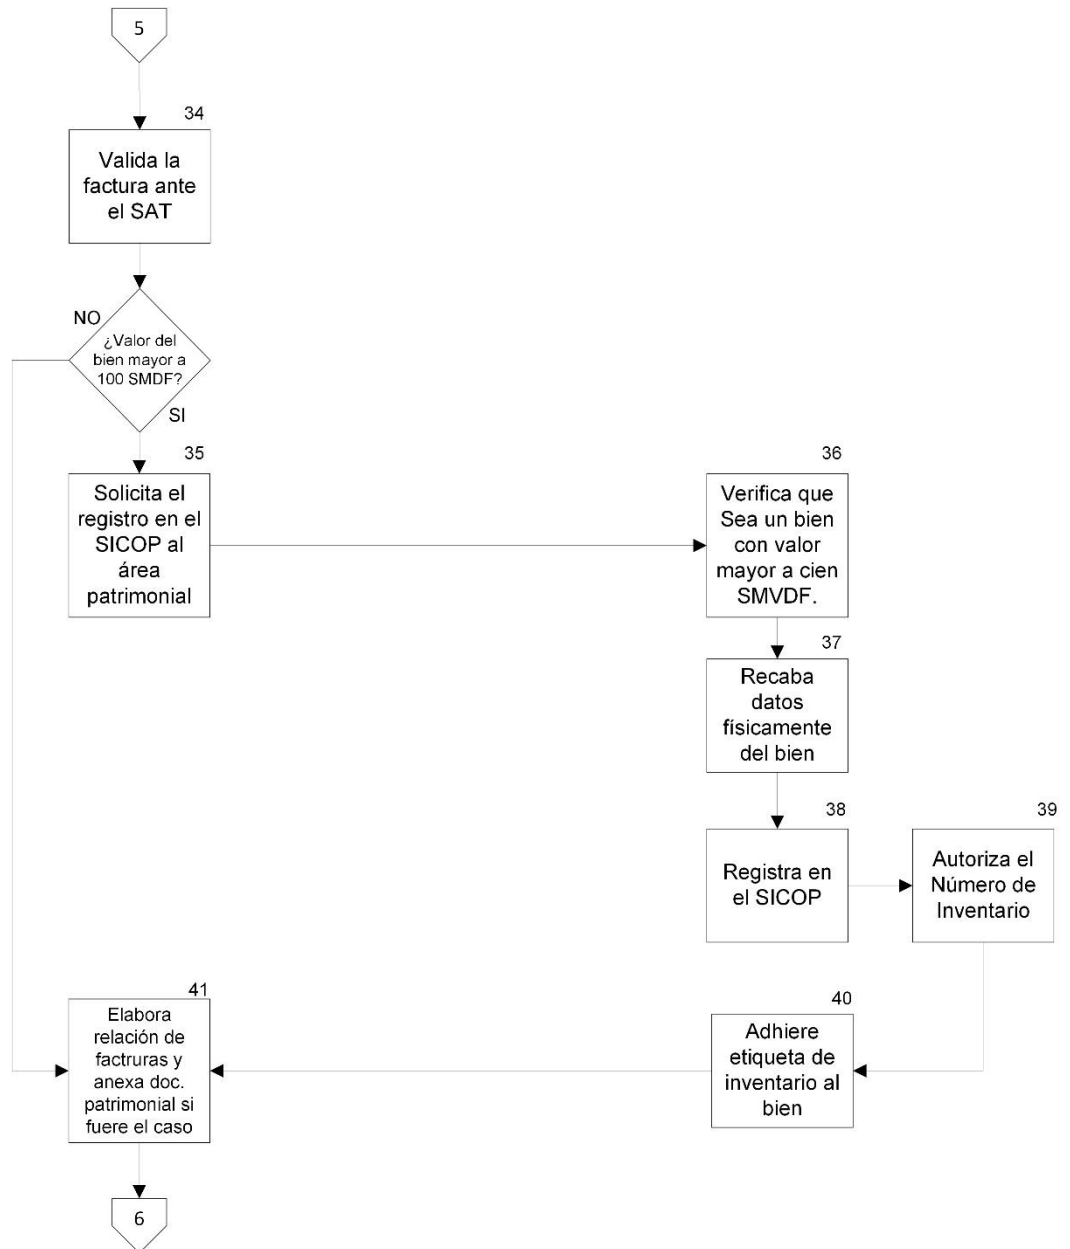 5
34
Valida la
factura ante
el SAT
NO
¿Valor del
bien mayor a
100 SMDF?
SI
35
Solicita el
registro en el
SICOP al
área
patrimonial
36
Verifica que
Sea un bien
con valor
mayor a cien
SMVDF.
37
Recaba
datos
físicamente
del bien
38
Registra en
el SICOP
39
Autoriza el
Número de
Inventario
40
Adhiere
etiqueta de
inventario al
bien
41
Elabora
relación de
factruras y
anexa doc.
patrimonial si
fuere el caso
6